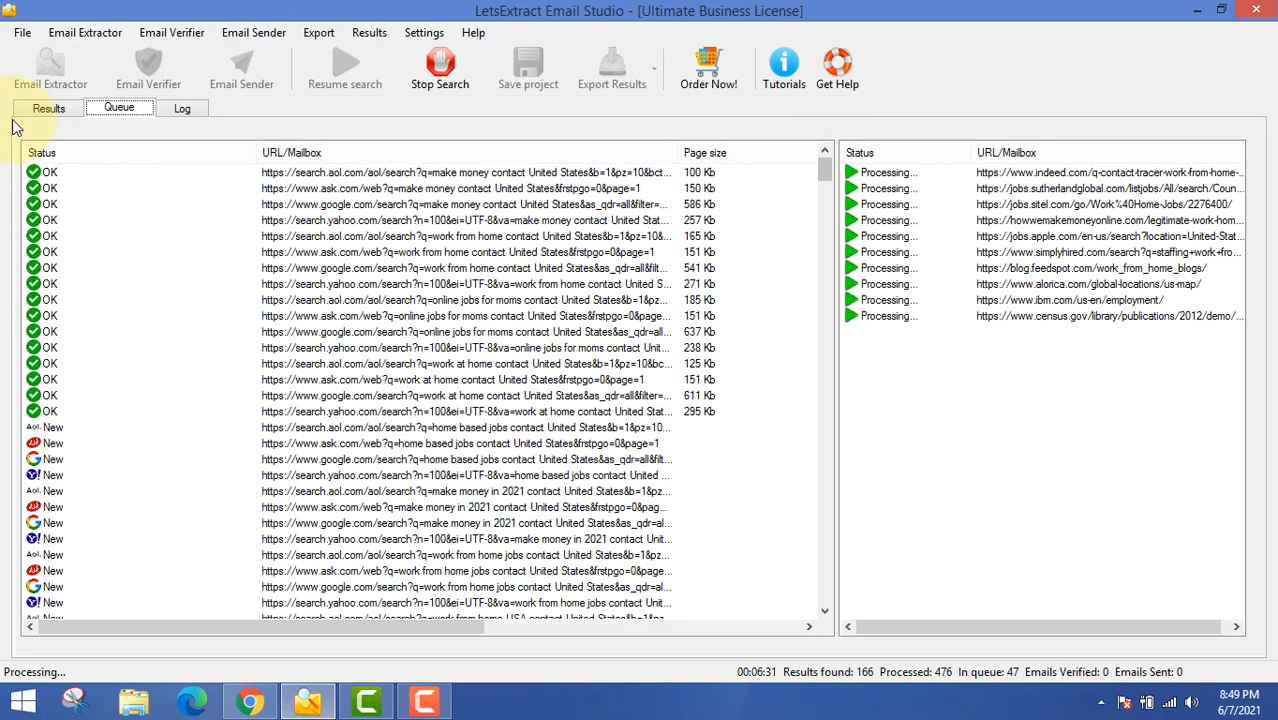 LetsExtract Email Studio - [Ultimate Business License]
File Email Extractor Email Verifier Email Sender Export Results Settings Help
Email Extractor Email Verifier Email Sender Resume search Stop Search Save project Export Results Order Now! Tutorials Get Help
Results Queue Log
Status URL/Mailbox Page size Status URL/Mailbox
OK https://search.aol.com/aol/search?q=make money contact United States&b=1&pz=10&bct... 100 Kb Processing... https://www.indeed.com/q-contact-tracer-work-from-home-...
OK https://www.ask.com/web?q=make money contact United States&frstpgo=0&page=1 150 Kb Processing... https://jobs.sutherlandglobal.com/listjobs/All/search/Coun...
OK https://www.google.com/search?q=make money contact United States&as_qdr=all&filter=... 586 Kb Processing... https://jobs.sitel.com/go/Work%40Home-Jobs/2276400/
OK https://search.yahoo.com/search?n=100&ei=UTF-8&va=make money contact United States... 257 Kb Processing... https://howwemakemoneyonline.com/legitimate-work-hom...
OK https://search.aol.com/aol/search?q=work from home contact United States&b=1&pz=10... 165 Kb Processing... https://jobs.apple.com/en-us/search?location=United-Stat...
OK https://www.ask.com/web?q=work from home contact United States&frstpgo=0&page=1 151 Kb Processing... https://www.simplyhired.com/search?q=staffing+work+fro...
OK https://www.google.com/search?q=work from home contact United States&as_qdr=all&filt... 541 Kb Processing... https://blog.feedspot.com/work_from_home_blogs/
OK https://search.yahoo.com/search?n=100&ei=UTF-8&va=work from home contact United S... 271 Kb Processing... https://www.alorica.com/global-locations/us-map/
OK https://search.aol.com/aol/search?q=online jobs for moms contact United States&b=1&pz... 185 Kb Processing... https://www.ibm.com/us-en/employment/
OK https://www.ask.com/web?q=online jobs for moms contact United States&frstpgo=0&page... 151 Kb Processing... https://www.census.gov/library/publications/2012/demo/...
OK https://www.google.com/search?q=online jobs for moms contact United States&as_qdr=al... 637 Kb
OK https://search.yahoo.com/search?n=100&ei=UTF-8&va=online jobs for moms contact Unit... 238 Kb
OK https://search.aol.com/aol/search?q=work at home contact United States&b=1&pz=10&bc... 125 Kb
OK https://www.ask.com/web?q=work at home contact United States&frstpgo=0&page=1 151 Kb
OK https://www.google.com/search?q=work at home contact United States&as_qdr=all&filter=... 611 Kb
OK https://search.yahoo.com/search?n=100&ei=UTF-8&va=work at home contact United Stat... 295 Kb
Aol. New https://search.aol.com/aol/search?q=home based jobs contact United States&b=1&pz=10...
Ask New https://www.ask.com/web?q=home based jobs contact United States&frstpgo=0&page=1
G New https://www.google.com/search?q=home based jobs contact United States&as_qdr=all&filt...
Y! New https://search.yahoo.com/search?n=100&ei=UTF-8&va=home based jobs contact United ...
Aol. New https://search.aol.com/aol/search?q=make money in 2021 contact United States&b=1&pz...
Ask New https://www.ask.com/web?q=make money in 2021 contact United States&frstpgo=0&pag...
G New https://www.google.com/search?q=make money in 2021 contact United States&as_qdr=al...
Y! New https://search.yahoo.com/search?n=100&ei=UTF-8&va=make money in 2021 contact Unit...
Aol. New https://search.aol.com/aol/search?q=work from home jobs contact United States&b=1&pz...
Ask New https://www.ask.com/web?q=work from home jobs contact United States&frstpgo=0&pag...
G New https://www.google.com/search?q=work from home jobs contact United States&as_qdr=al...
Y! New https://search.yahoo.com/search?n=100&ei=UTF-8&va=work from home jobs contact Unit...
Aol. New https://search.aol.com/aol/search?q=work from home USA contact United States&b=1&pz...
Processing... 00:06:31 Results found: 166 Processed: 476 In queue: 47 Emails Verified: 0 Emails Sent: 0
8:49 PM
6/7/2021